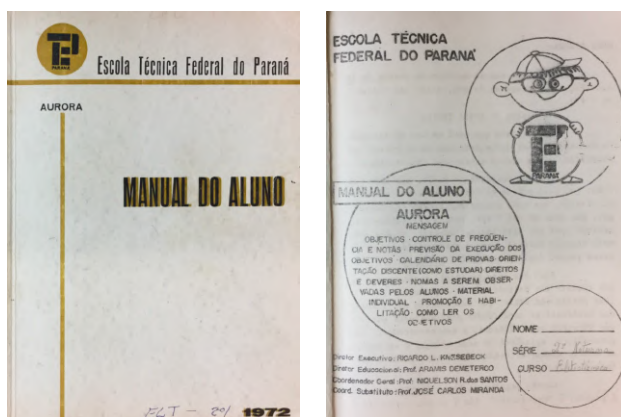 PARANÁ
Escola Técnica Federal do Paraná
AURORA
MANUAL DO ALUNO
1972
ESCOLA TÉCNICA
FEDERAL DO PARANÁ
PARANÁ
MANUAL DO ALUNO
AURORA
MENSAGEM
OBJETIVOS - CONTROLE DE FREQÜÊN-
CIA E NOTAS - PREVISÃO DA EXECUÇÃO DOS
OBJETIVOS - CALENDÁRIO DE PROVAS - ORIEN-
TAÇÃO DISCENTE (COMO ESTUDAR) DIREITOS
E DEVERES - NOMAS A SEREM OBSER-
VADAS PELOS ALUNOS - MATERIAL
INDIVIDUAL - PROMOÇÃO E HABI-
LITAÇÃO - COMO LER OS
OBJETIVOS
NOME
SÉRIE
CURSO
Diretor Executivo: RICARDO L. KNESEBECK
Diretor Educacional: Prof. ARAMIS DEMETERCO
Coordenador Geral: Prof. NIQUELSON R. dos SANTOS
Coord. Substituto: Prof. JOSÉ CARLOS MIRANDA